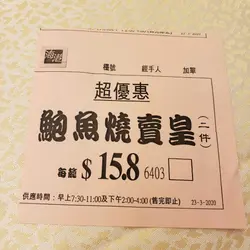 檯號 經手人 加單
超優惠
鮑魚燒賣皇(二件)
每籠 $ 15.8 6403
供應時間：早上7:30-11:00及下午2:00-4:00 (售完即止)
23-3-2020